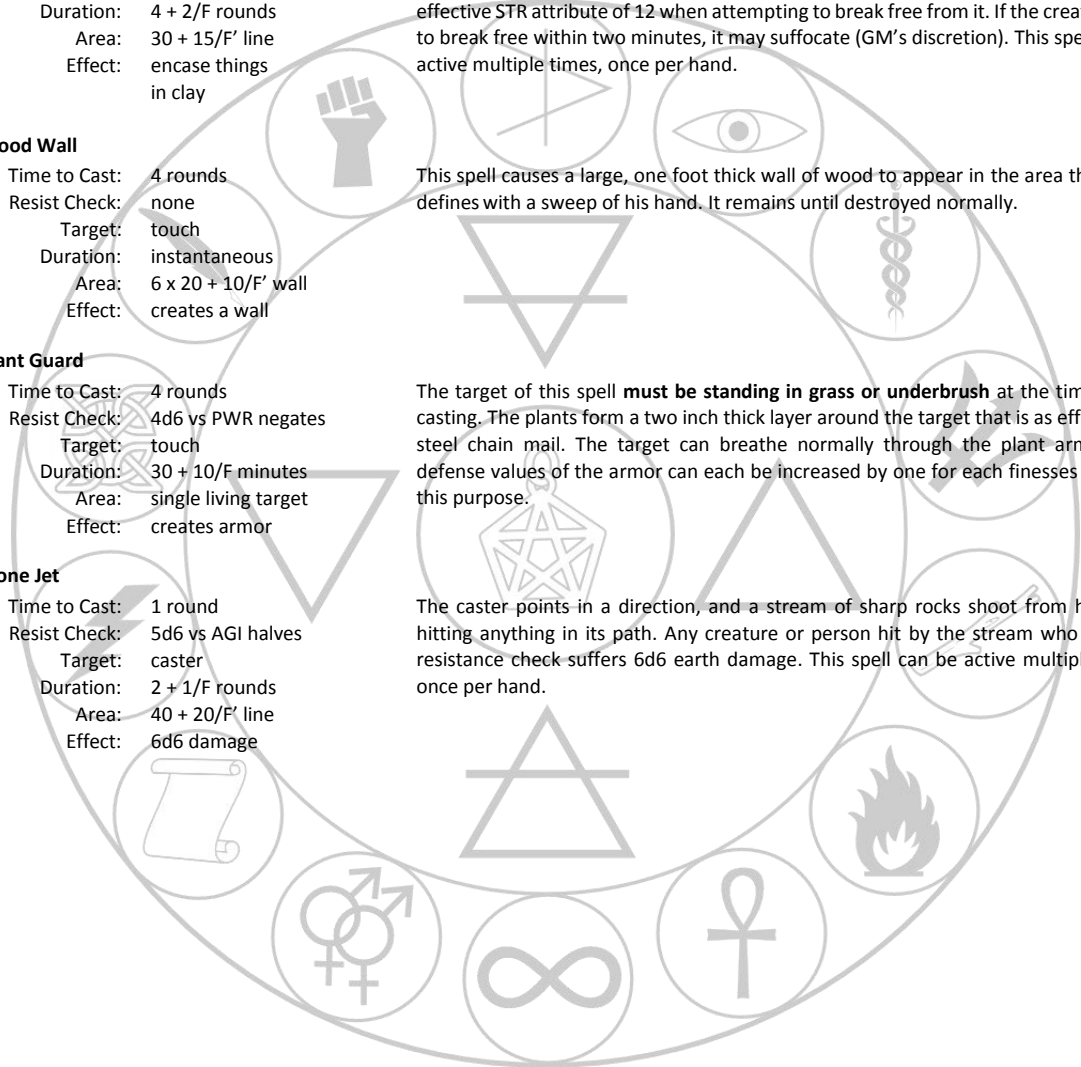 Duration: 4 + 2/F rounds
Area: 30 + 15/F’ line
Effect: encase things
in clay
effective STR attribute of 12 when attempting to break free from it. If the creat
to break free within two minutes, it may suffocate (GM’s discretion). This spe
active multiple times, once per hand.
ood Wall
Time to Cast: 4 rounds
Resist Check: none
Target: touch
Duration: instantaneous
Area: 6 x 20 + 10/F’ wall
Effect: creates a wall
This spell causes a large, one foot thick wall of wood to appear in the area th
defines with a sweep of his hand. It remains until destroyed normally.
ant Guard
Time to Cast: 4 rounds
Resist Check: 4d6 vs PWR negates
Target: touch
Duration: 30 + 10/F minutes
Area: single living target
Effect: creates armor
The target of this spell must be standing in grass or underbrush at the tim
casting. The plants form a two inch thick layer around the target that is as eff
steel chain mail. The target can breathe normally through the plant arm
defense values of the armor can each be increased by one for each finesses
this purpose.
one Jet
Time to Cast: 1 round
Resist Check: 5d6 vs AGI halves
Target: caster
Duration: 2 + 1/F rounds
Area: 40 + 20/F’ line
Effect: 6d6 damage
The caster points in a direction, and a stream of sharp rocks shoot from h
hitting anything in its path. Any creature or person hit by the stream who
resistance check suffers 6d6 earth damage. This spell can be active multipl
once per hand.